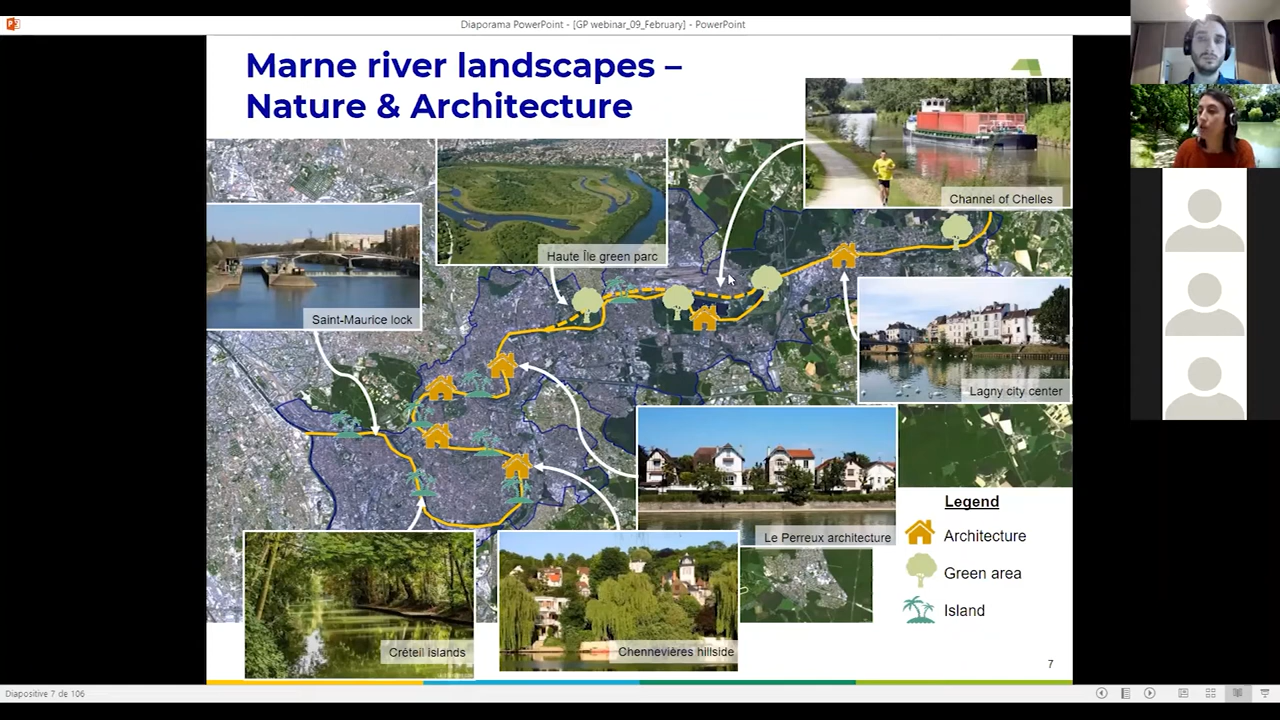 Diaporama PowerPoint - [GP webinar_09_February] - PowerPoint
Marne river landscapes –
Nature & Architecture
Channel of Chelles
Haute Île green parc
Saint-Maurice lock
Lagny city center
Le Perreux architecture
Legend
Architecture
Green area
Island
Créteil islands
Chennevières hillside
7
Diapositive 7 de 106